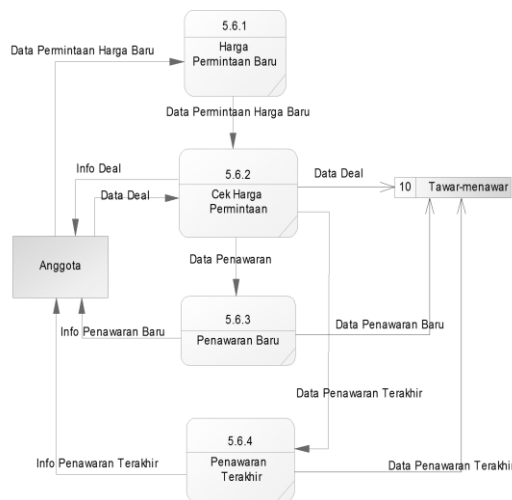 5.6.1
Harga
Permintaan Baru
Data Permintaan Harga Baru
Data Permintaan Harga Baru
5.6.2
Cek Harga
Permintaan
Info Deal
Data Deal
Data Deal
10 Tawar-menawar
Anggota
Data Penawaran
5.6.3
Penawaran Baru
Info Penawaran Baru
Data Penawaran Baru
Data Penawaran Terakhir
5.6.4
Penawaran
Terakhir
Info Penawaran Terakhir
Data Penawaran Terakhir